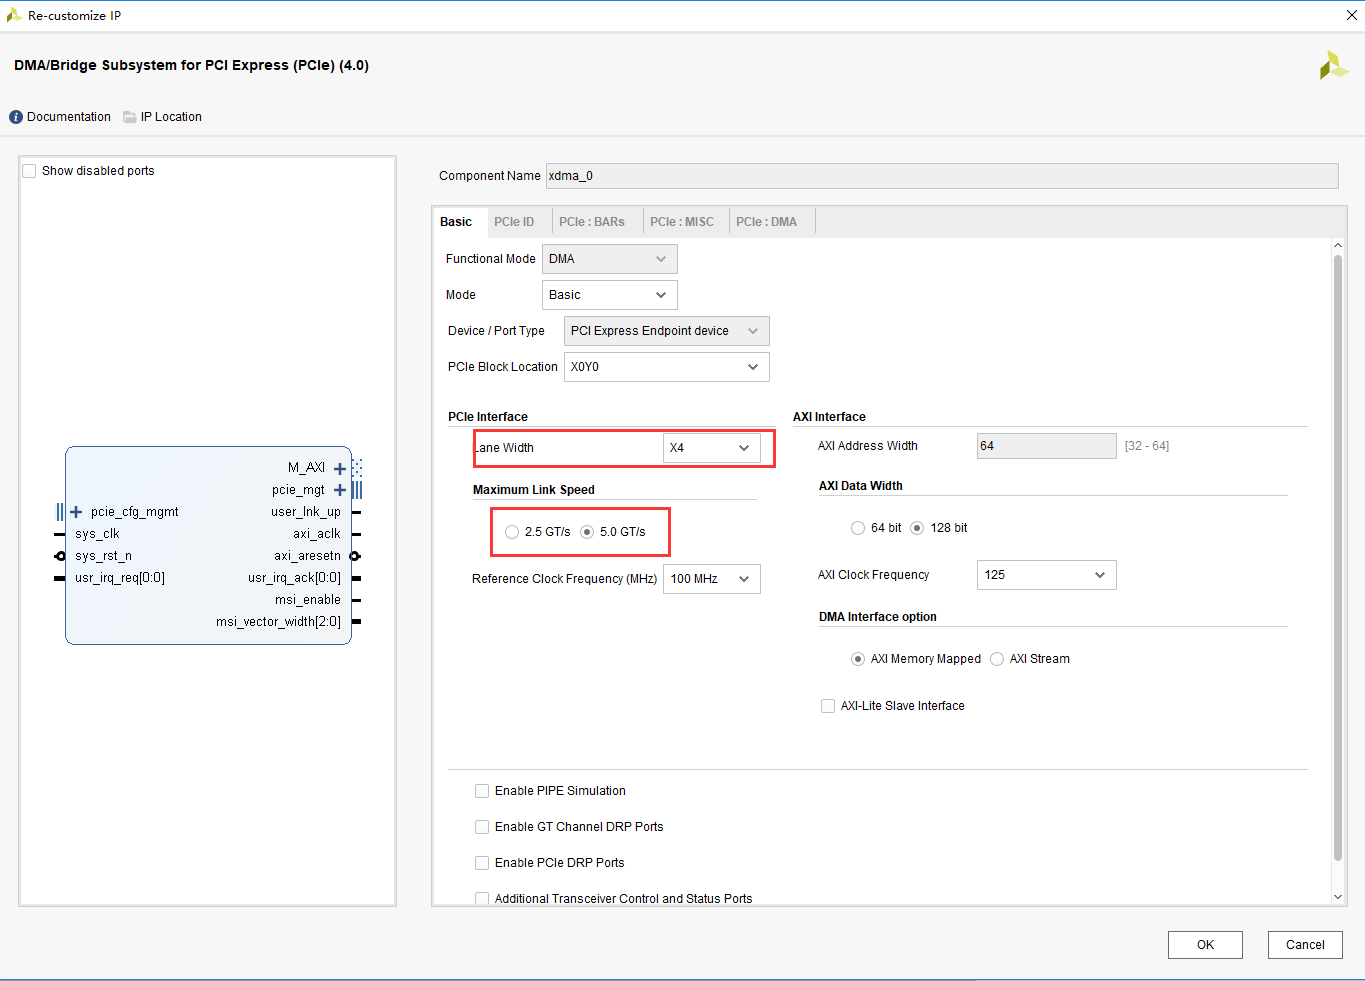 Re-customize IP
DMA/Bridge Subsystem for PCI Express (PCIe) (4.0)
Documentation IP Location
Show disabled ports
M_AXI
pcie_mgt
pcie_cfg_mgmt user_lnk_up
sys_clk axi_aclk
sys_rst_n axi_aresetn
usr_irq_req[0:0] usr_irq_ack[0:0]
msi_enable
msi_vector_width[2:0]
Component Name xdma_0
Basic PCIe ID PCIe : BARs PCIe : MISC PCIe : DMA
Functional Mode DMA
Mode Basic
Device / Port Type PCI Express Endpoint device
PCIe Block Location X0Y0
PCIe Interface
Lane Width X4
Maximum Link Speed
2.5 GT/s 5.0 GT/s
Reference Clock Frequency (MHz) 100 MHz
AXI Interface
AXI Address Width 64 [32 - 64]
AXI Data Width
64 bit 128 bit
AXI Clock Frequency 125
DMA Interface option
AXI Memory Mapped AXI Stream
AXI-Lite Slave Interface
Enable PIPE Simulation
Enable GT Channel DRP Ports
Enable PCIe DRP Ports
Additional Transceiver Control and Status Ports
OK Cancel